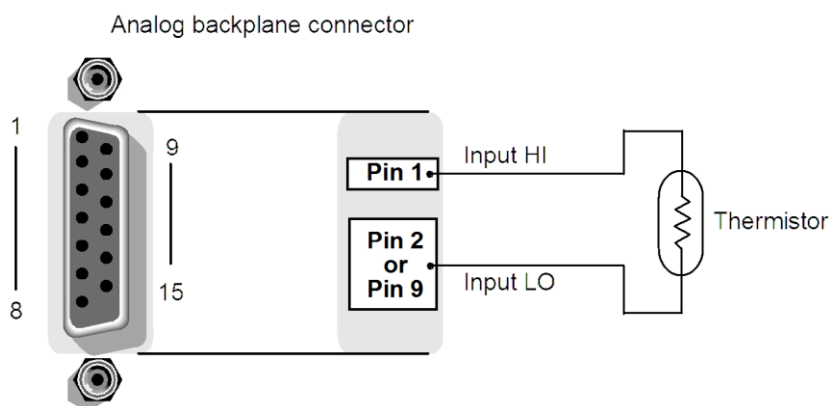 Analog backplane connector
1
9
8
15
Pin 1
Input HI
Pin 2
or
Pin 9
Input LO
Thermistor